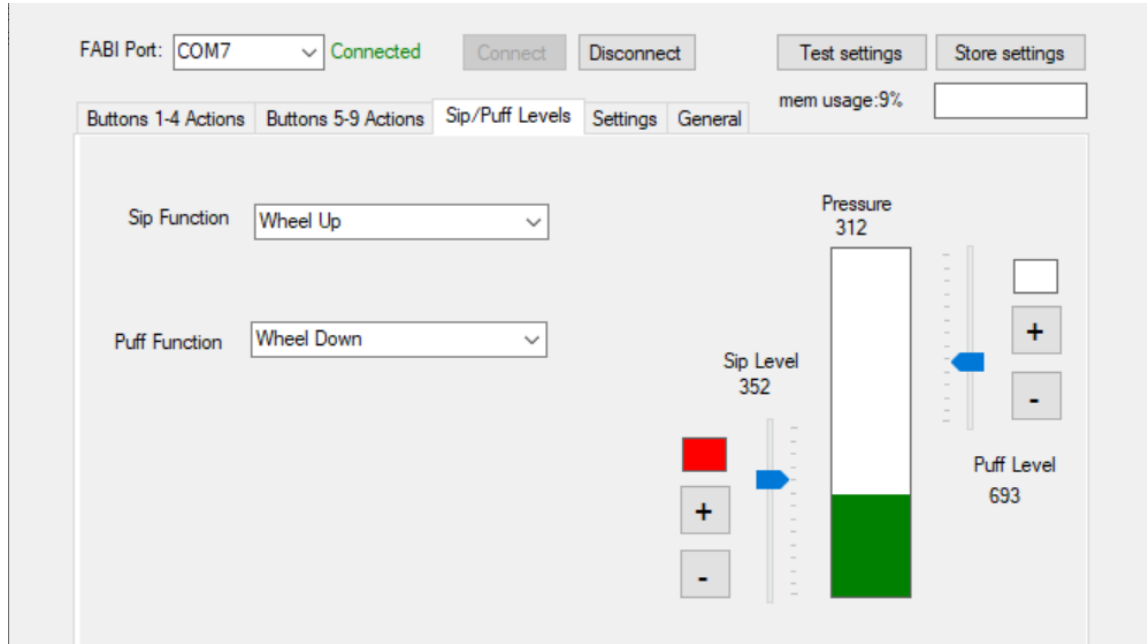 FABI Port: COM7 Connected Connect Disconnect Test settings Store settings
mem usage:9%
Buttons 1-4 Actions Buttons 5-9 Actions Sip/Puff Levels Settings General
Sip Function Wheel Up
Pressure
312
Puff Function Wheel Down
+
-
Sip Level
352
Puff Level
693
+
-